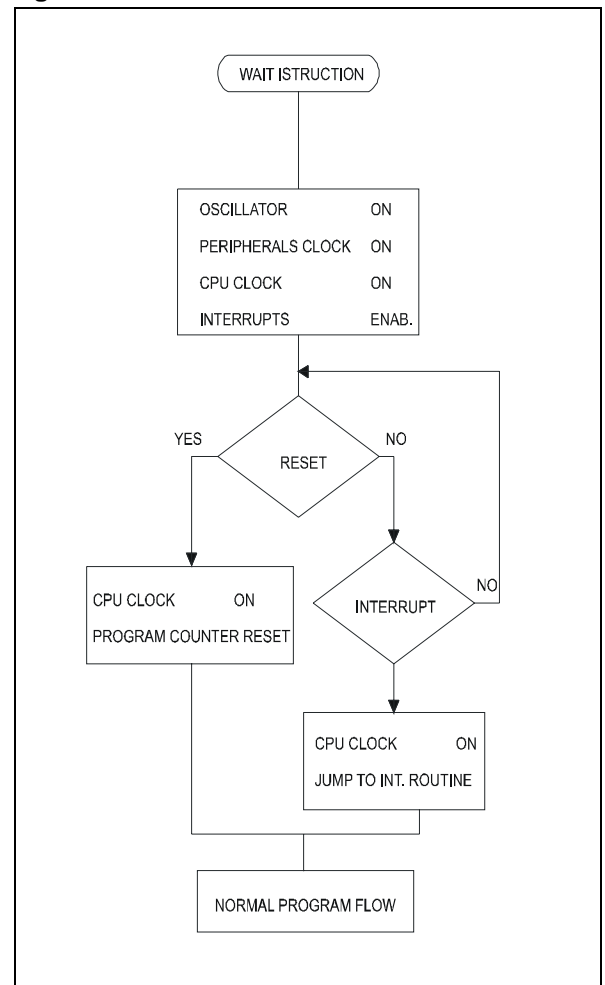 WAIT ISTRUCTION
OSCILLATOR ON
PERIPHERALS CLOCK ON
CPU CLOCK ON
INTERRUPTS ENAB.
YES
NO
RESET
CPU CLOCK ON
PROGRAM COUNTER RESET
INTERRUPT
NO
CPU CLOCK ON
JUMP TO INT. ROUTINE
NORMAL PROGRAM FLOW